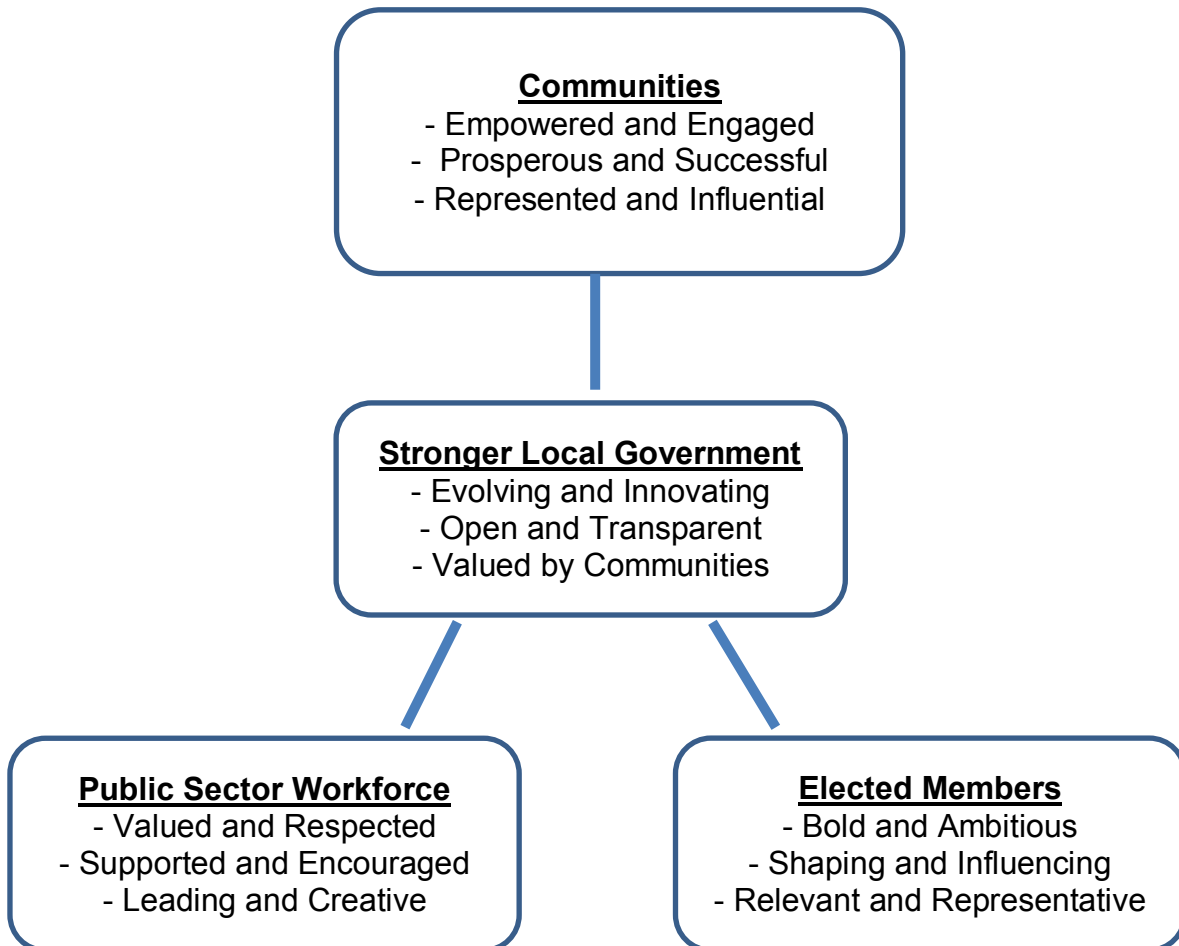 Communities
- Empowered and Engaged
- Prosperous and Successful
- Represented and Influential
Stronger Local Government
- Evolving and Innovating
- Open and Transparent
- Valued by Communities
Public Sector Workforce
- Valued and Respected
- Supported and Encouraged
- Leading and Creative
Elected Members
- Bold and Ambitious
- Shaping and Influencing
- Relevant and Representative